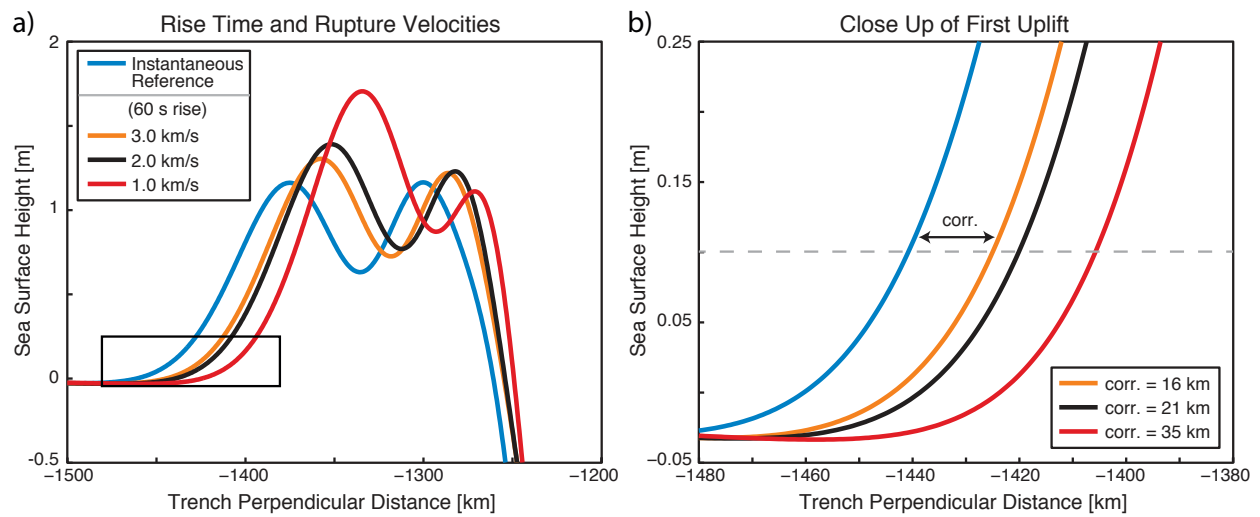 a)
Rise Time and Rupture Velocities
2
1
0
-0.5
Sea Surface Height [m]
Instantaneous
Reference
(60 s rise)
3.0 km/s
2.0 km/s
1.0 km/s
−1500
−1400
−1300
−1200
Trench Perpendicular Distance [km]
b)
Close Up of First Uplift
0.25
0.15
0.05
−0.05
Sea Surface Height [m]
corr.
corr. = 16 km
corr. = 21 km
corr. = 35 km
−1480
−1460
−1440
−1420
−1400
−1380
Trench Perpendicular Distance [km]